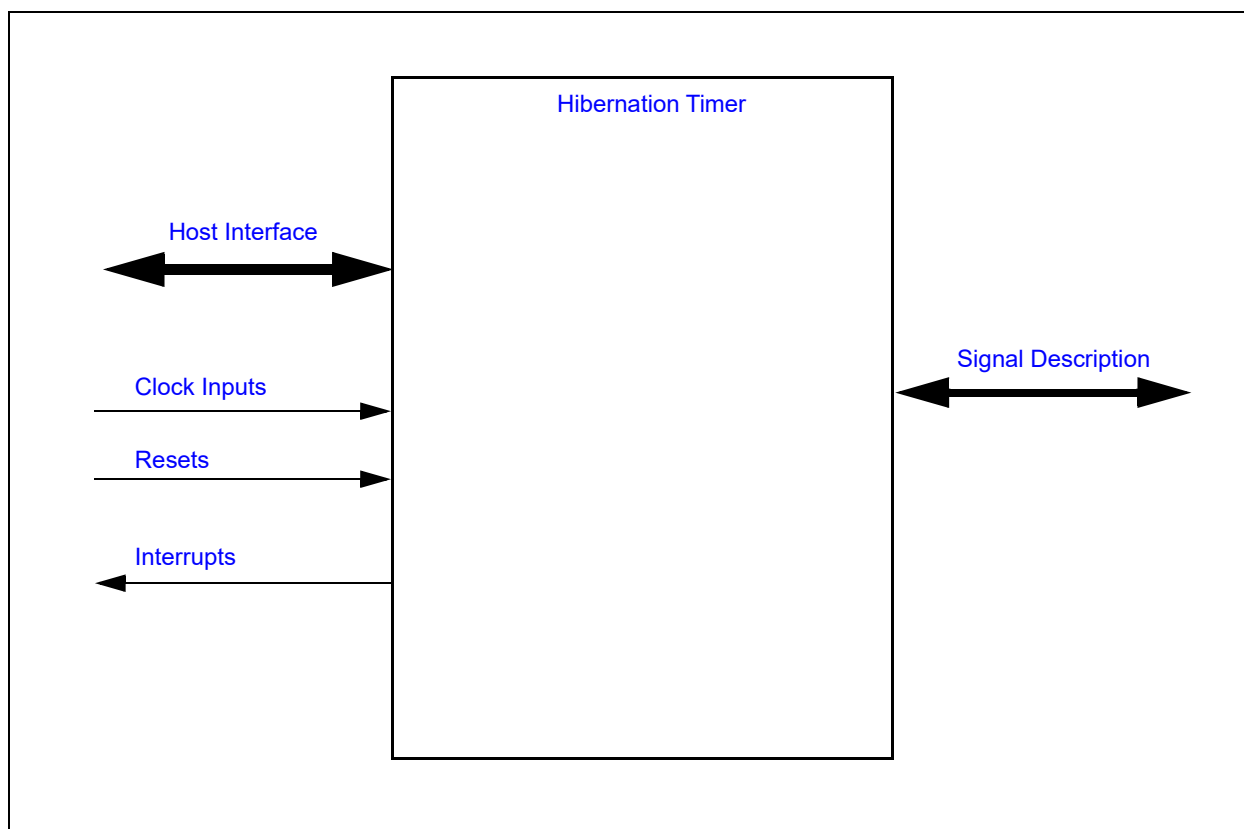 Hibernation Timer
Host Interface
Signal Description
Clock Inputs
Resets
Interrupts